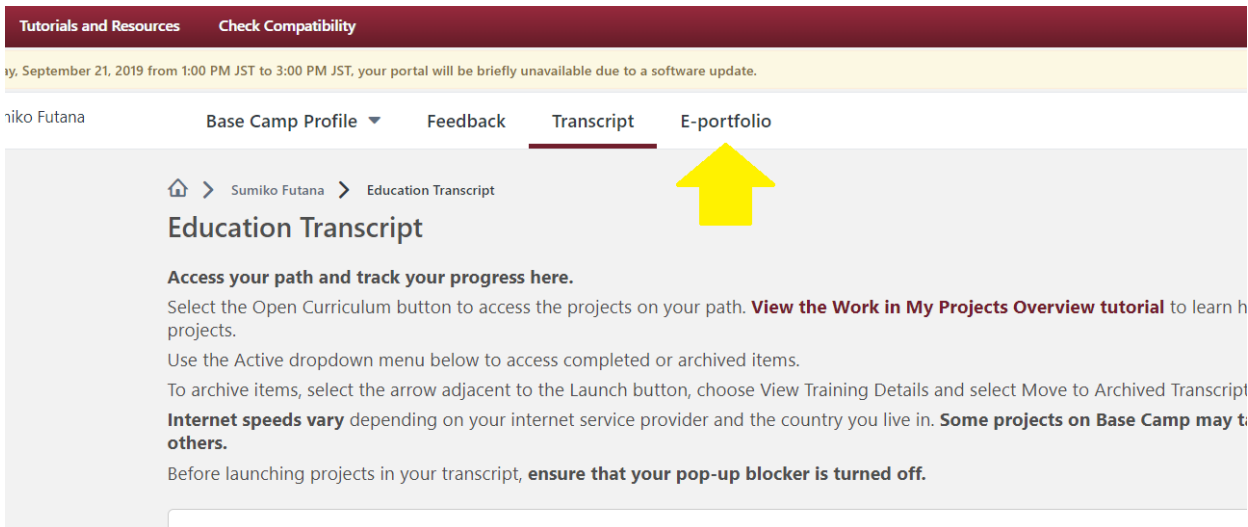 Tutorials and Resources Check Compatibility
September 21, 2019 from 1:00 PM JST to 3:00 PM JST, your portal will be briefly unavailable due to a software update.
Futana Base Camp Profile Feedback Transcript E-portfolio
Sumiko Futana Education Transcript
Education Transcript
Access your path and track your progress here.
Select the Open Curriculum button to access the projects on your path. View the Work in My Projects Overview tutorial to learn
projects.
Use the Active dropdown menu below to access completed or archived items.
To archive items, select the arrow adjacent to the Launch button, choose View Training Details and select Move to Archived Transcript
Internet speeds vary depending on your internet service provider and the country you live in. Some projects on Base Camp may
others.
Before launching projects in your transcript, ensure that your pop-up blocker is turned off.